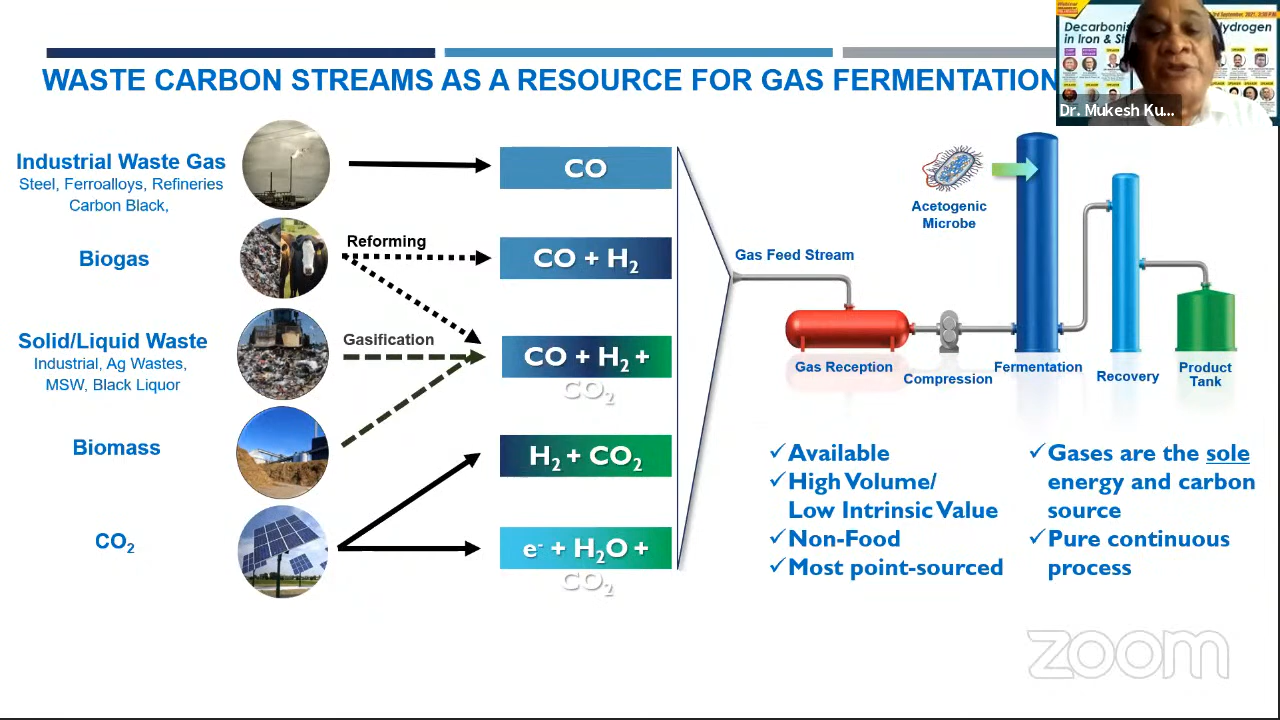 WASTE CARBON STREAMS AS A RESOURCE FOR GAS FERMENTATION
Decarbonis
ydrogen
in Iron & St
Dr. Mukesh Ku...
Industrial Waste Gas
Steel, Ferroalloys, Refineries
Carbon Black,
Biogas
Solid/Liquid Waste
Industrial, Ag Wastes,
MSW, Black Liquor
Biomass
CO₂
Reforming
Gasification
CO
CO + H₂
CO + H₂ +
CO₂
H₂ + CO₂
e⁻ + H₂O +
CO₂
Gas Feed Stream
Acetogenic
Microbe
Gas Reception
Compression
Fermentation
Recovery
Product
Tank
✓Available
✓High Volume/
Low Intrinsic Value
✓Non-Food
✓Most point-sourced
✓Gases are the sole
energy and carbon
source
✓Pure continuous
process
zoom